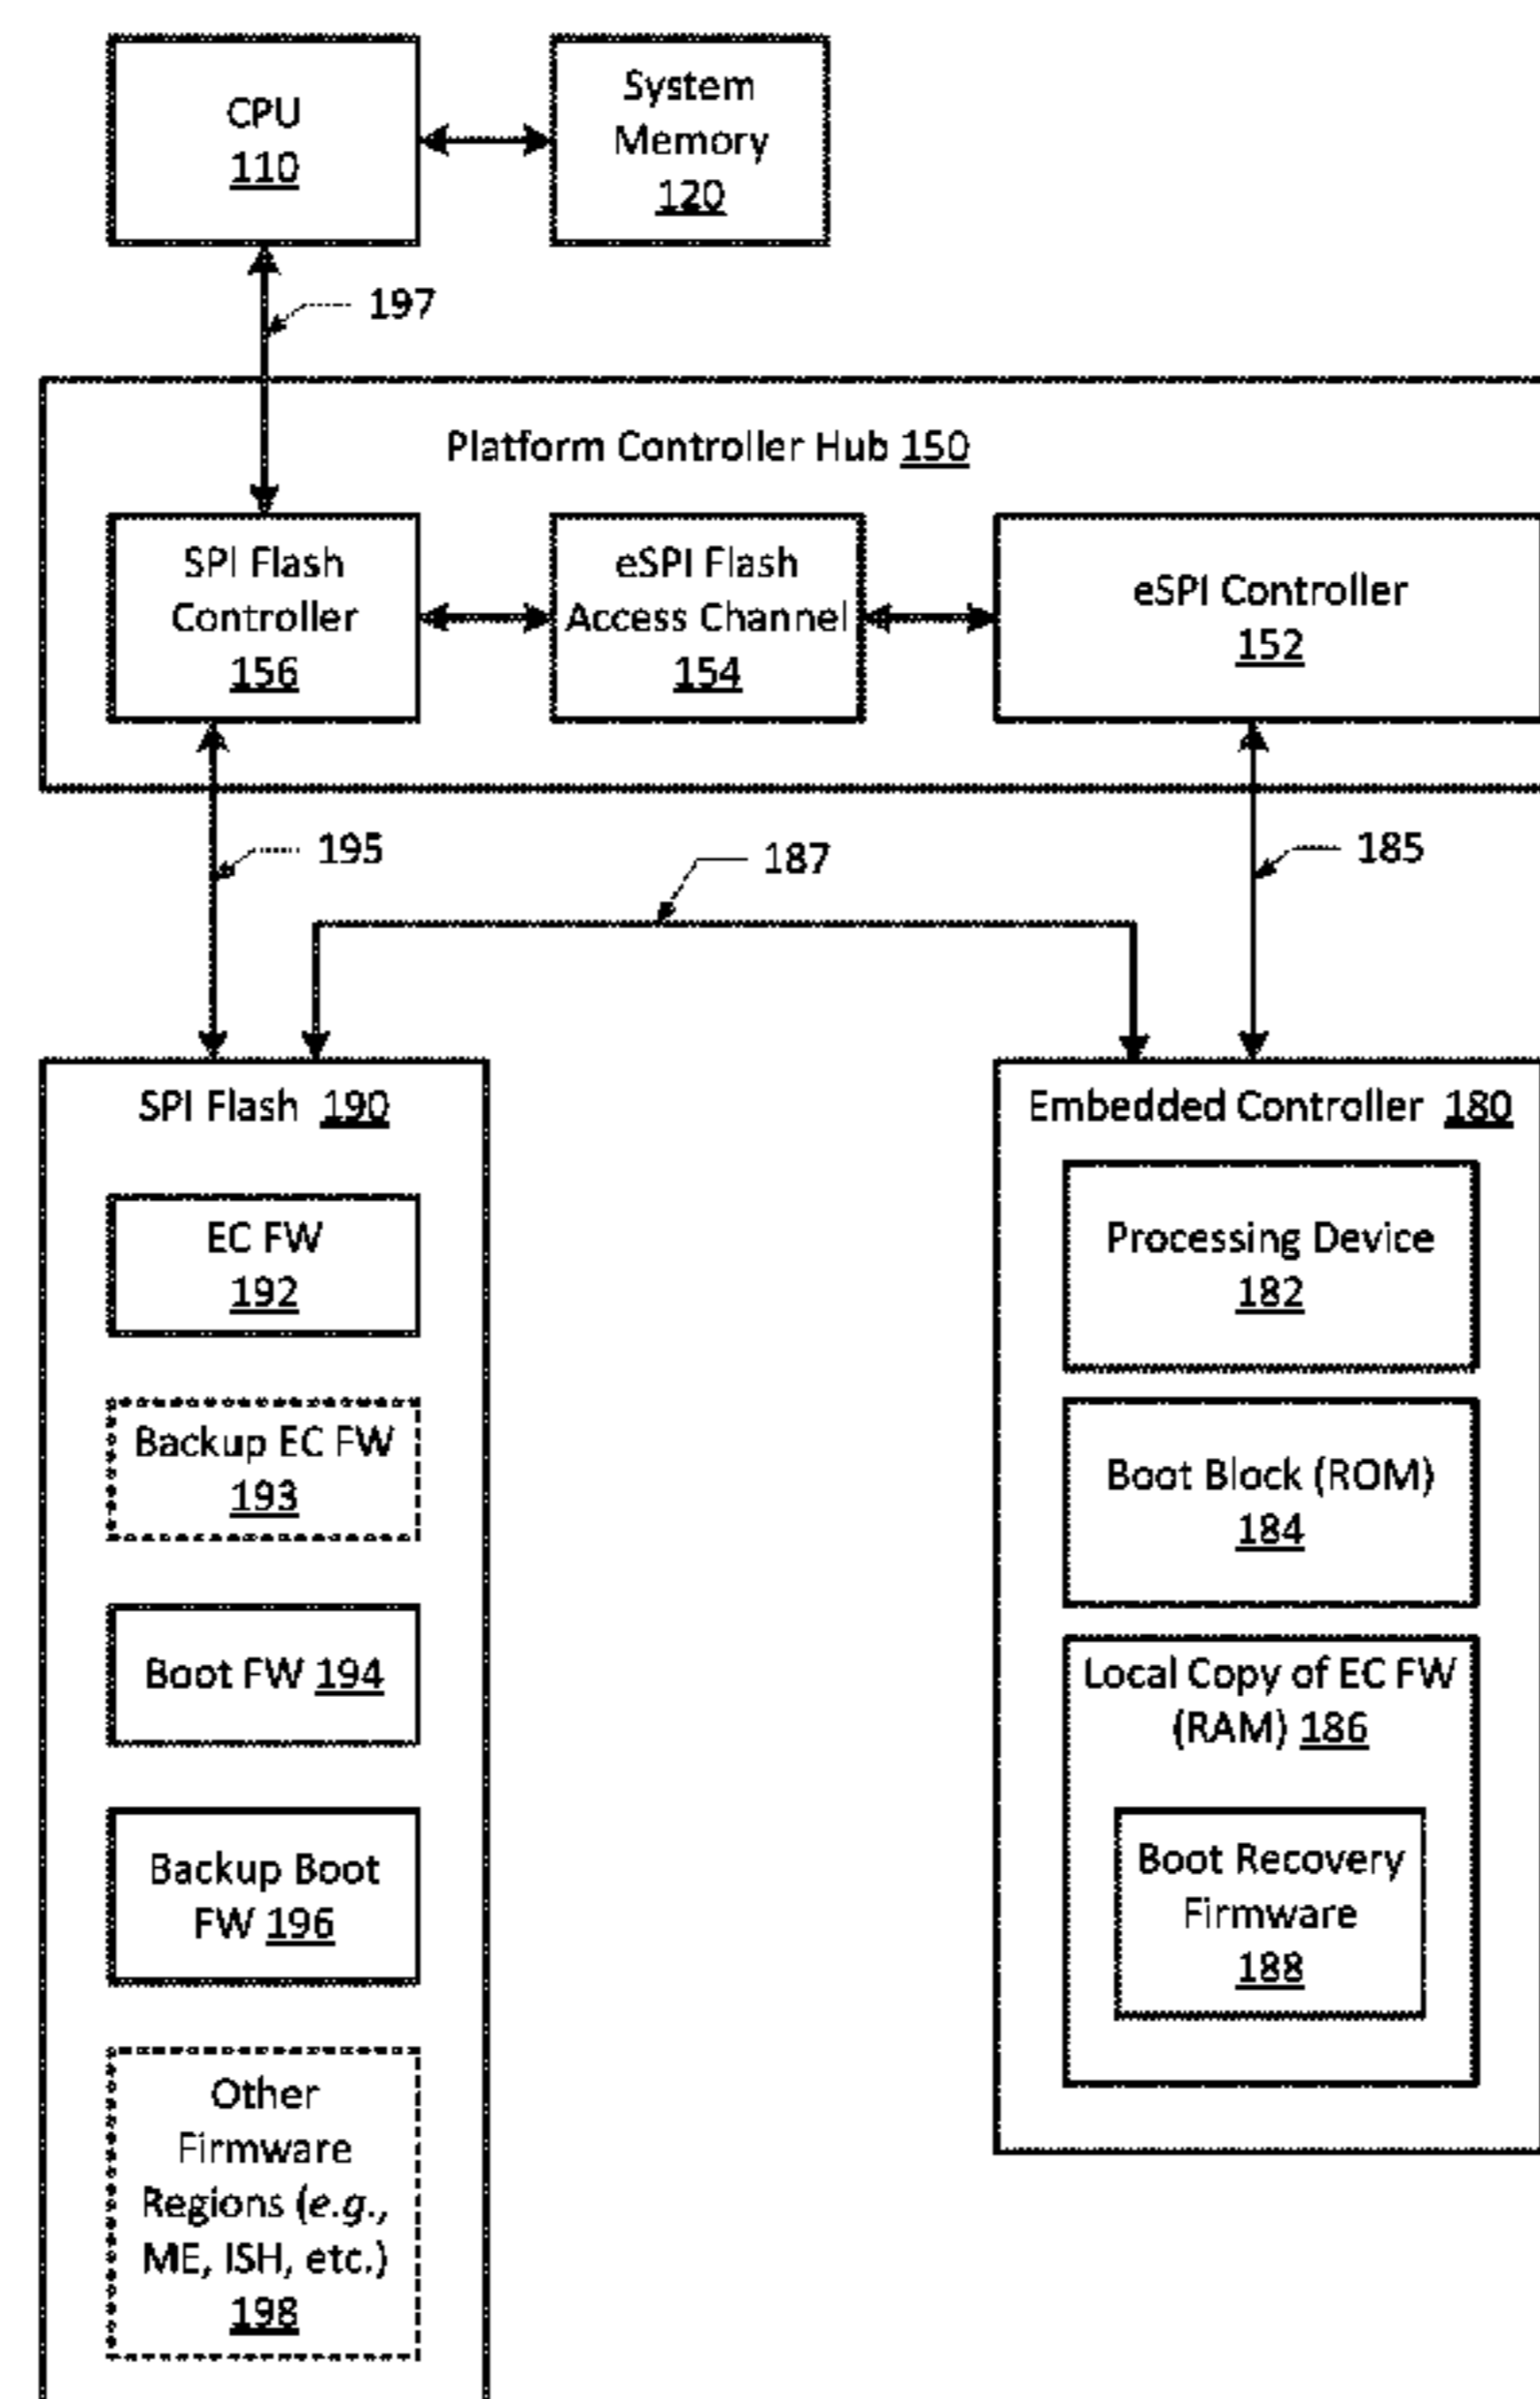 CPU
110
System
Memory
120
197
Platform Controller Hub 150
SPI Flash
Controller
156
eSPI Flash
Access Channel
154
eSPI Controller
152
195
187
185
SPI Flash 190
EC FW
192
Backup EC FW
193
Boot FW 194
Backup Boot
FW 196
Other
Firmware
Regions (e.g.,
ME, ISH, etc.)
198
Embedded Controller 180
Processing Device
182
Boot Block (ROM)
184
Local Copy of EC FW
(RAM) 186
Boot Recovery
Firmware
188